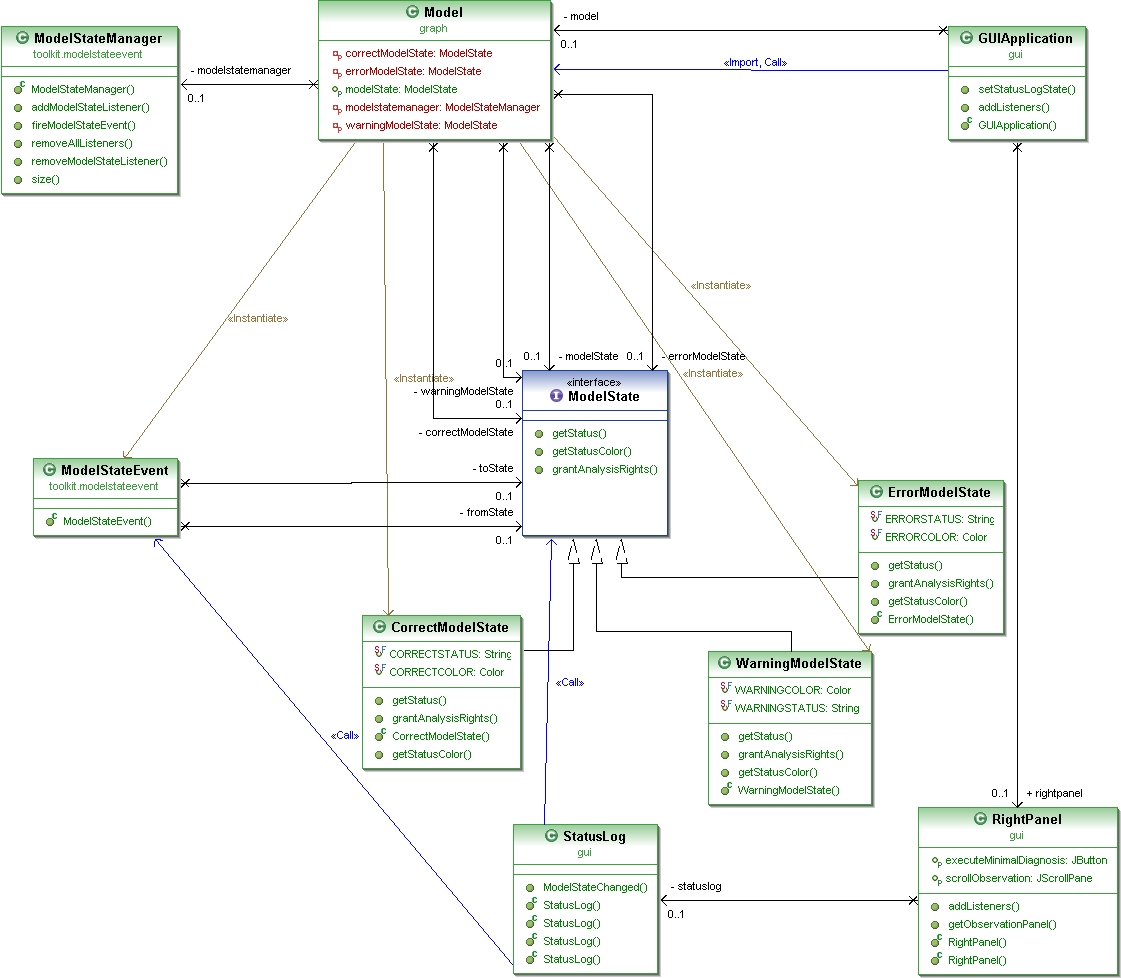 Model
graph
correctModelState: ModelState
errorModelState: ModelState
modelState: ModelState
modelstatemanager: ModelStateManager
warningModelState: ModelState
ModelStateManager
toolkit.modelstateevent
ModelStateManager()
addModelStateListener()
fireModelStateEvent()
removeAllListeners()
removeModelStateListener()
size()
- modelstatemanager
0..1
- model
0..1
«Import, Call»
GUIApplication
gui
setStatusLogState()
addListeners()
GUIApplication()
«Instantiate»
«Instantiate»
«Instantiate»
«Instantiate»
0..1
0..1
- modelState
0..1
- errorModelState
- warningModelState
0..1
- correctModelState
«interface»
ModelState
getStatus()
getStatusColor()
grantAnalysisRights()
ModelStateEvent
toolkit.modelstateevent
ModelStateEvent()
- toState
0..1
- fromState
0..1
ErrorModelState
ERRORSTATUS: String
ERRORCOLOR: Color
getStatus()
grantAnalysisRights()
getStatusColor()
ErrorModelState()
CorrectModelState
CORRECTSTATUS: String
CORRECTCOLOR: Color
getStatus()
grantAnalysisRights()
CorrectModelState()
getStatusColor()
WarningModelState
WARNINGCOLOR: Color
WARNINGSTATUS: String
getStatus()
grantAnalysisRights()
getStatusColor()
WarningModelState()
«Call»
«Call»
0..1
+ rightpanel
StatusLog
gui
ModelStateChanged()
StatusLog()
StatusLog()
StatusLog()
StatusLog()
- statuslog
0..1
RightPanel
gui
executeMinimalDiagnosis: JButton
scrollObservation: JScrollPane
addListeners()
getObservationPanel()
RightPanel()
RightPanel()